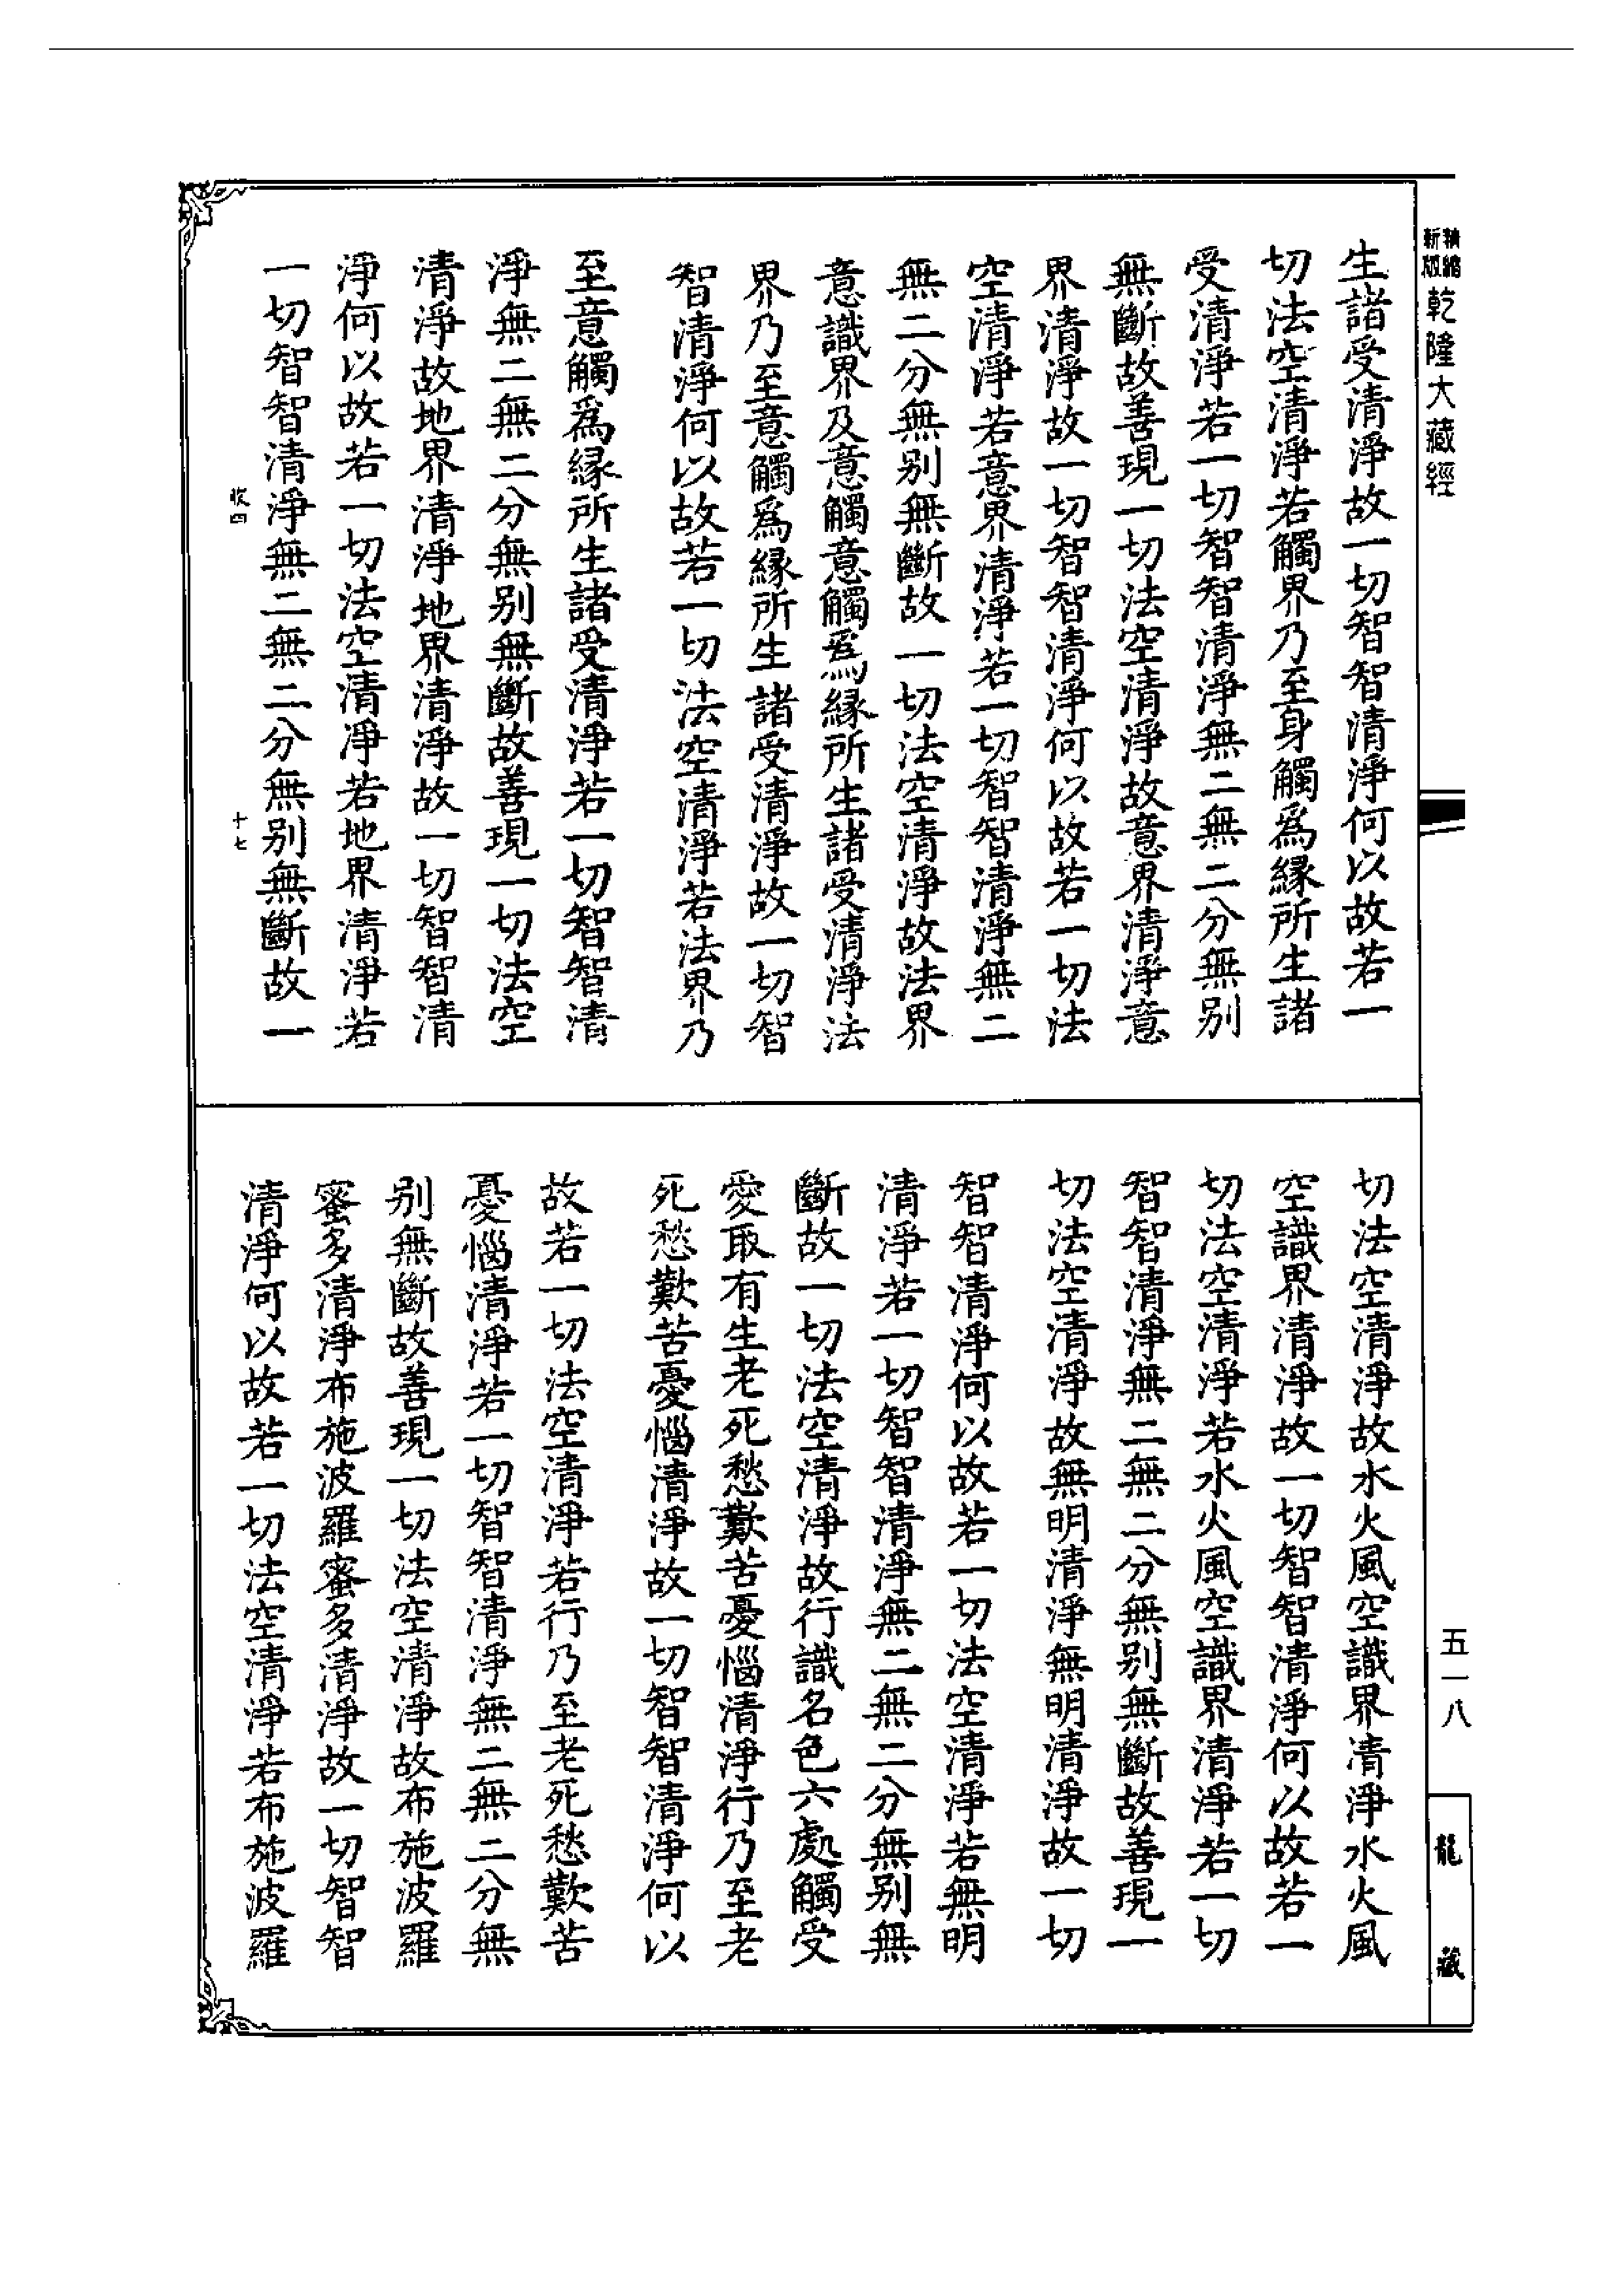 精縮新版乾隆大藏經
生諸受清淨故一切智智清淨何以故若一
切法空清淨若觸界乃至身觸爲縁所生諸
受清淨若一切智智清淨無二無二分無別
無斷故善現一切法空清淨故意界清淨意
界清淨故一切智智清淨何以故若一切法
空清淨若意界清淨若一切智智清淨無二
無二分無別無斷故一切法空清淨故法界
意識界及意觸意觸爲縁所生諸受清淨法
界乃至意觸爲縁所生諸受清淨故一切智
智清淨何以故若一切法空清淨若法界乃
至意觸爲縁所生諸受清淨若一切智智清
淨無二無二分無別無斷故善現一切法空
清淨故地界清淨地界清淨故一切智智清
淨何以故若一切法空清淨若地界清淨若
一切智智清淨無二無二分無別無斷故一
收四
十七
切法空清淨故水火風空識界清淨水火風
空識界清淨故一切智智清淨何以故若一
切法空清淨若水火風空識界清淨若一切
智智清淨無二無二分無別無斷故善現一
切法空清淨故無明清淨無明清淨故一切
智智清淨何以故若一切法空清淨若無明
清淨若一切智智清淨無二無二分無別無
斷故一切法空清淨故行識名色六處觸受
愛取有生老死愁歎苦憂惱清淨行乃至老
死愁歎苦憂惱清淨故一切智智清淨何以
故若一切法空清淨若行乃至老死愁歎苦
憂惱清淨若一切智智清淨無二無二分無
別無斷故善現一切法空清淨故布施波羅
蜜多清淨布施波羅蜜多清淨故一切智智
清淨何以故若一切法空清淨若布施波羅
五一八
龍藏